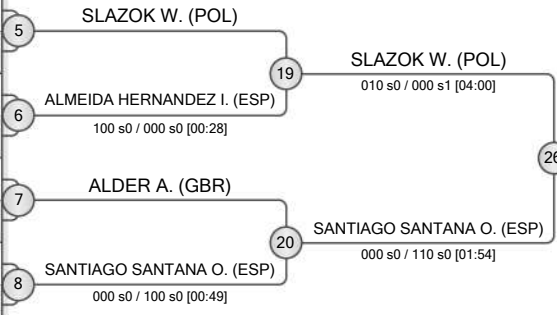 SLAZOK W. (POL)
5
19
SLAZOK W. (POL)
010 s0 / 000 s1 [04:00]
ALMEIDA HERNANDEZ I. (ESP)
6
100 s0 / 000 s0 [00:28]
26
ALDER A. (GBR)
7
20
SANTIAGO SANTANA O. (ESP)
000 s0 / 110 s0 [01:54]
SANTIAGO SANTANA O. (ESP)
8
000 s0 / 100 s0 [00:49]